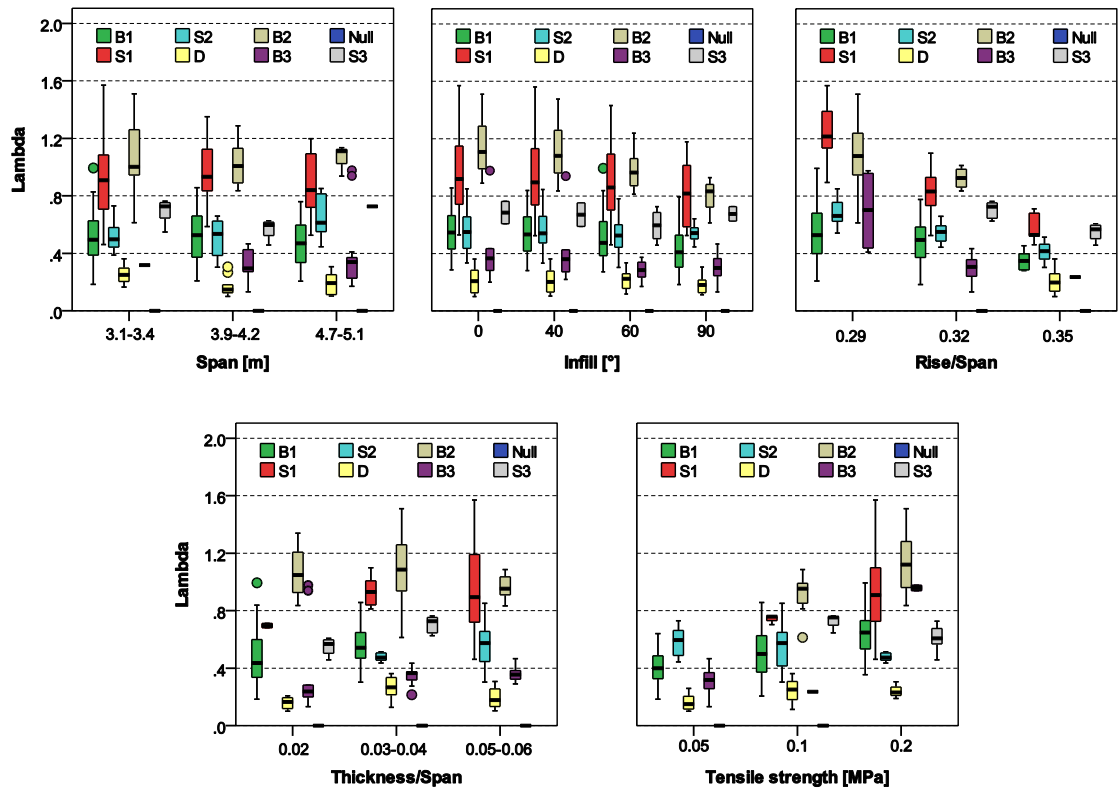 2.0
1.6
1.2
.8
.4
.0
Lambda
B1 S2 B2 Null
S1 D B3 S3
3.1-3.4 3.9-4.2 4.7-5.1
Span [m]
B1 S2 B2 Null
S1 D B3 S3
0 40 60 90
Infill [°]
B1 S2 B2 Null
S1 D B3 S3
0.29 0.32 0.35
Rise/Span
2.0
1.6
1.2
.8
.4
.0
Lambda
B1 S2 B2 Null
S1 D B3 S3
0.02 0.03-0.04 0.05-0.06
Thickness/Span
B1 S2 B2 Null
S1 D B3 S3
0.05 0.1 0.2
Tensile strength [MPa]